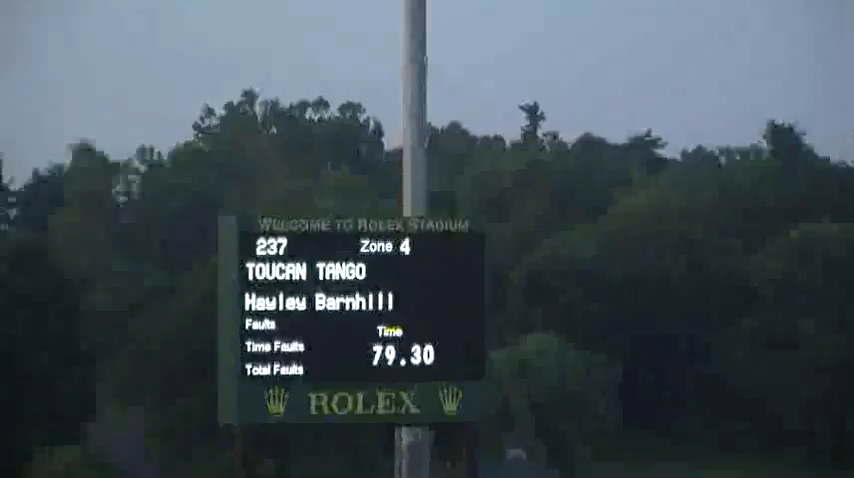 WELCOME TO ROLEX STADIUM
237 Zone 4
TOUCAN TANGO
Hayley Barnhill
Faults
Time
Time Faults
79.30
Total Faults
ROLEX